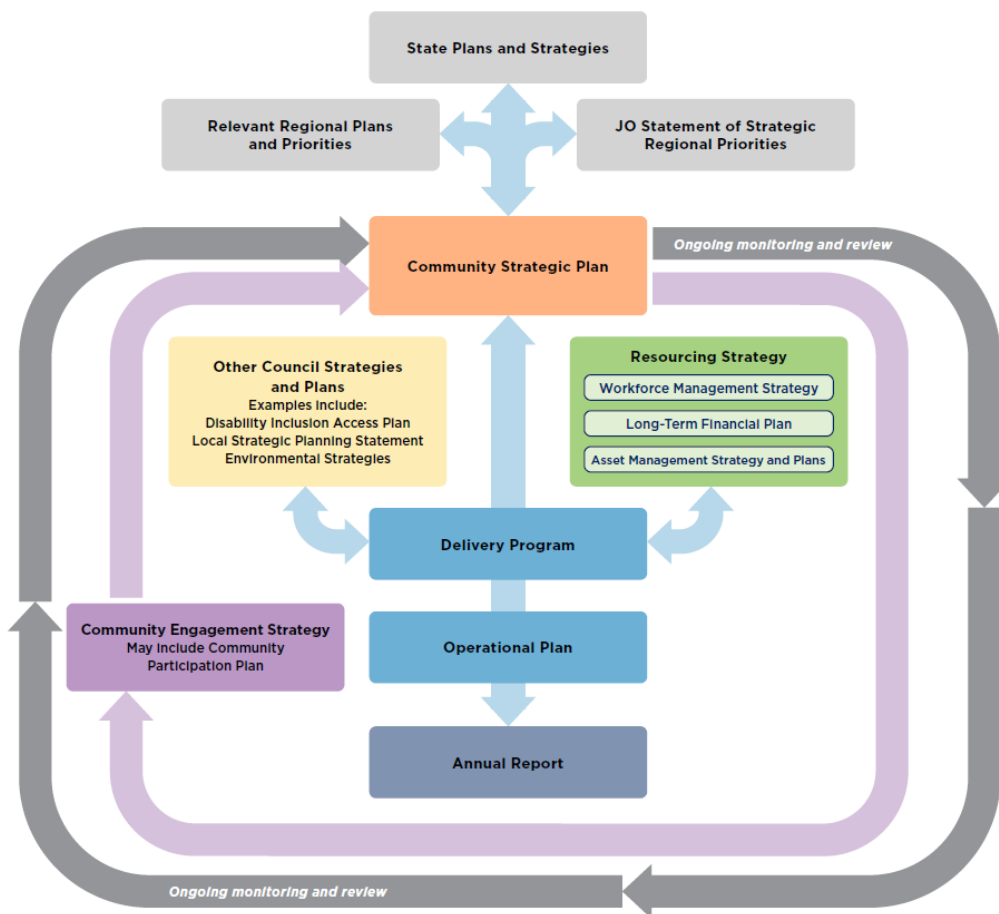 State Plans and Strategies
Relevant Regional Plans
and Priorities
JO Statement of Strategic
Regional Priorities
Community Strategic Plan
Ongoing monitoring and review
Other Council Strategies
and Plans
Examples Include:
Disability Inclusion Access Plan
Local Strategic Planning Statement
Environmental Strategies
Resourcing Strategy
Workforce Management Strategy
Long-Term Financial Plan
Asset Management Strategy and Plans
Delivery Program
Community Engagement Strategy
May Include Community
Participation Plan
Operational Plan
Annual Report
Ongoing monitoring and review